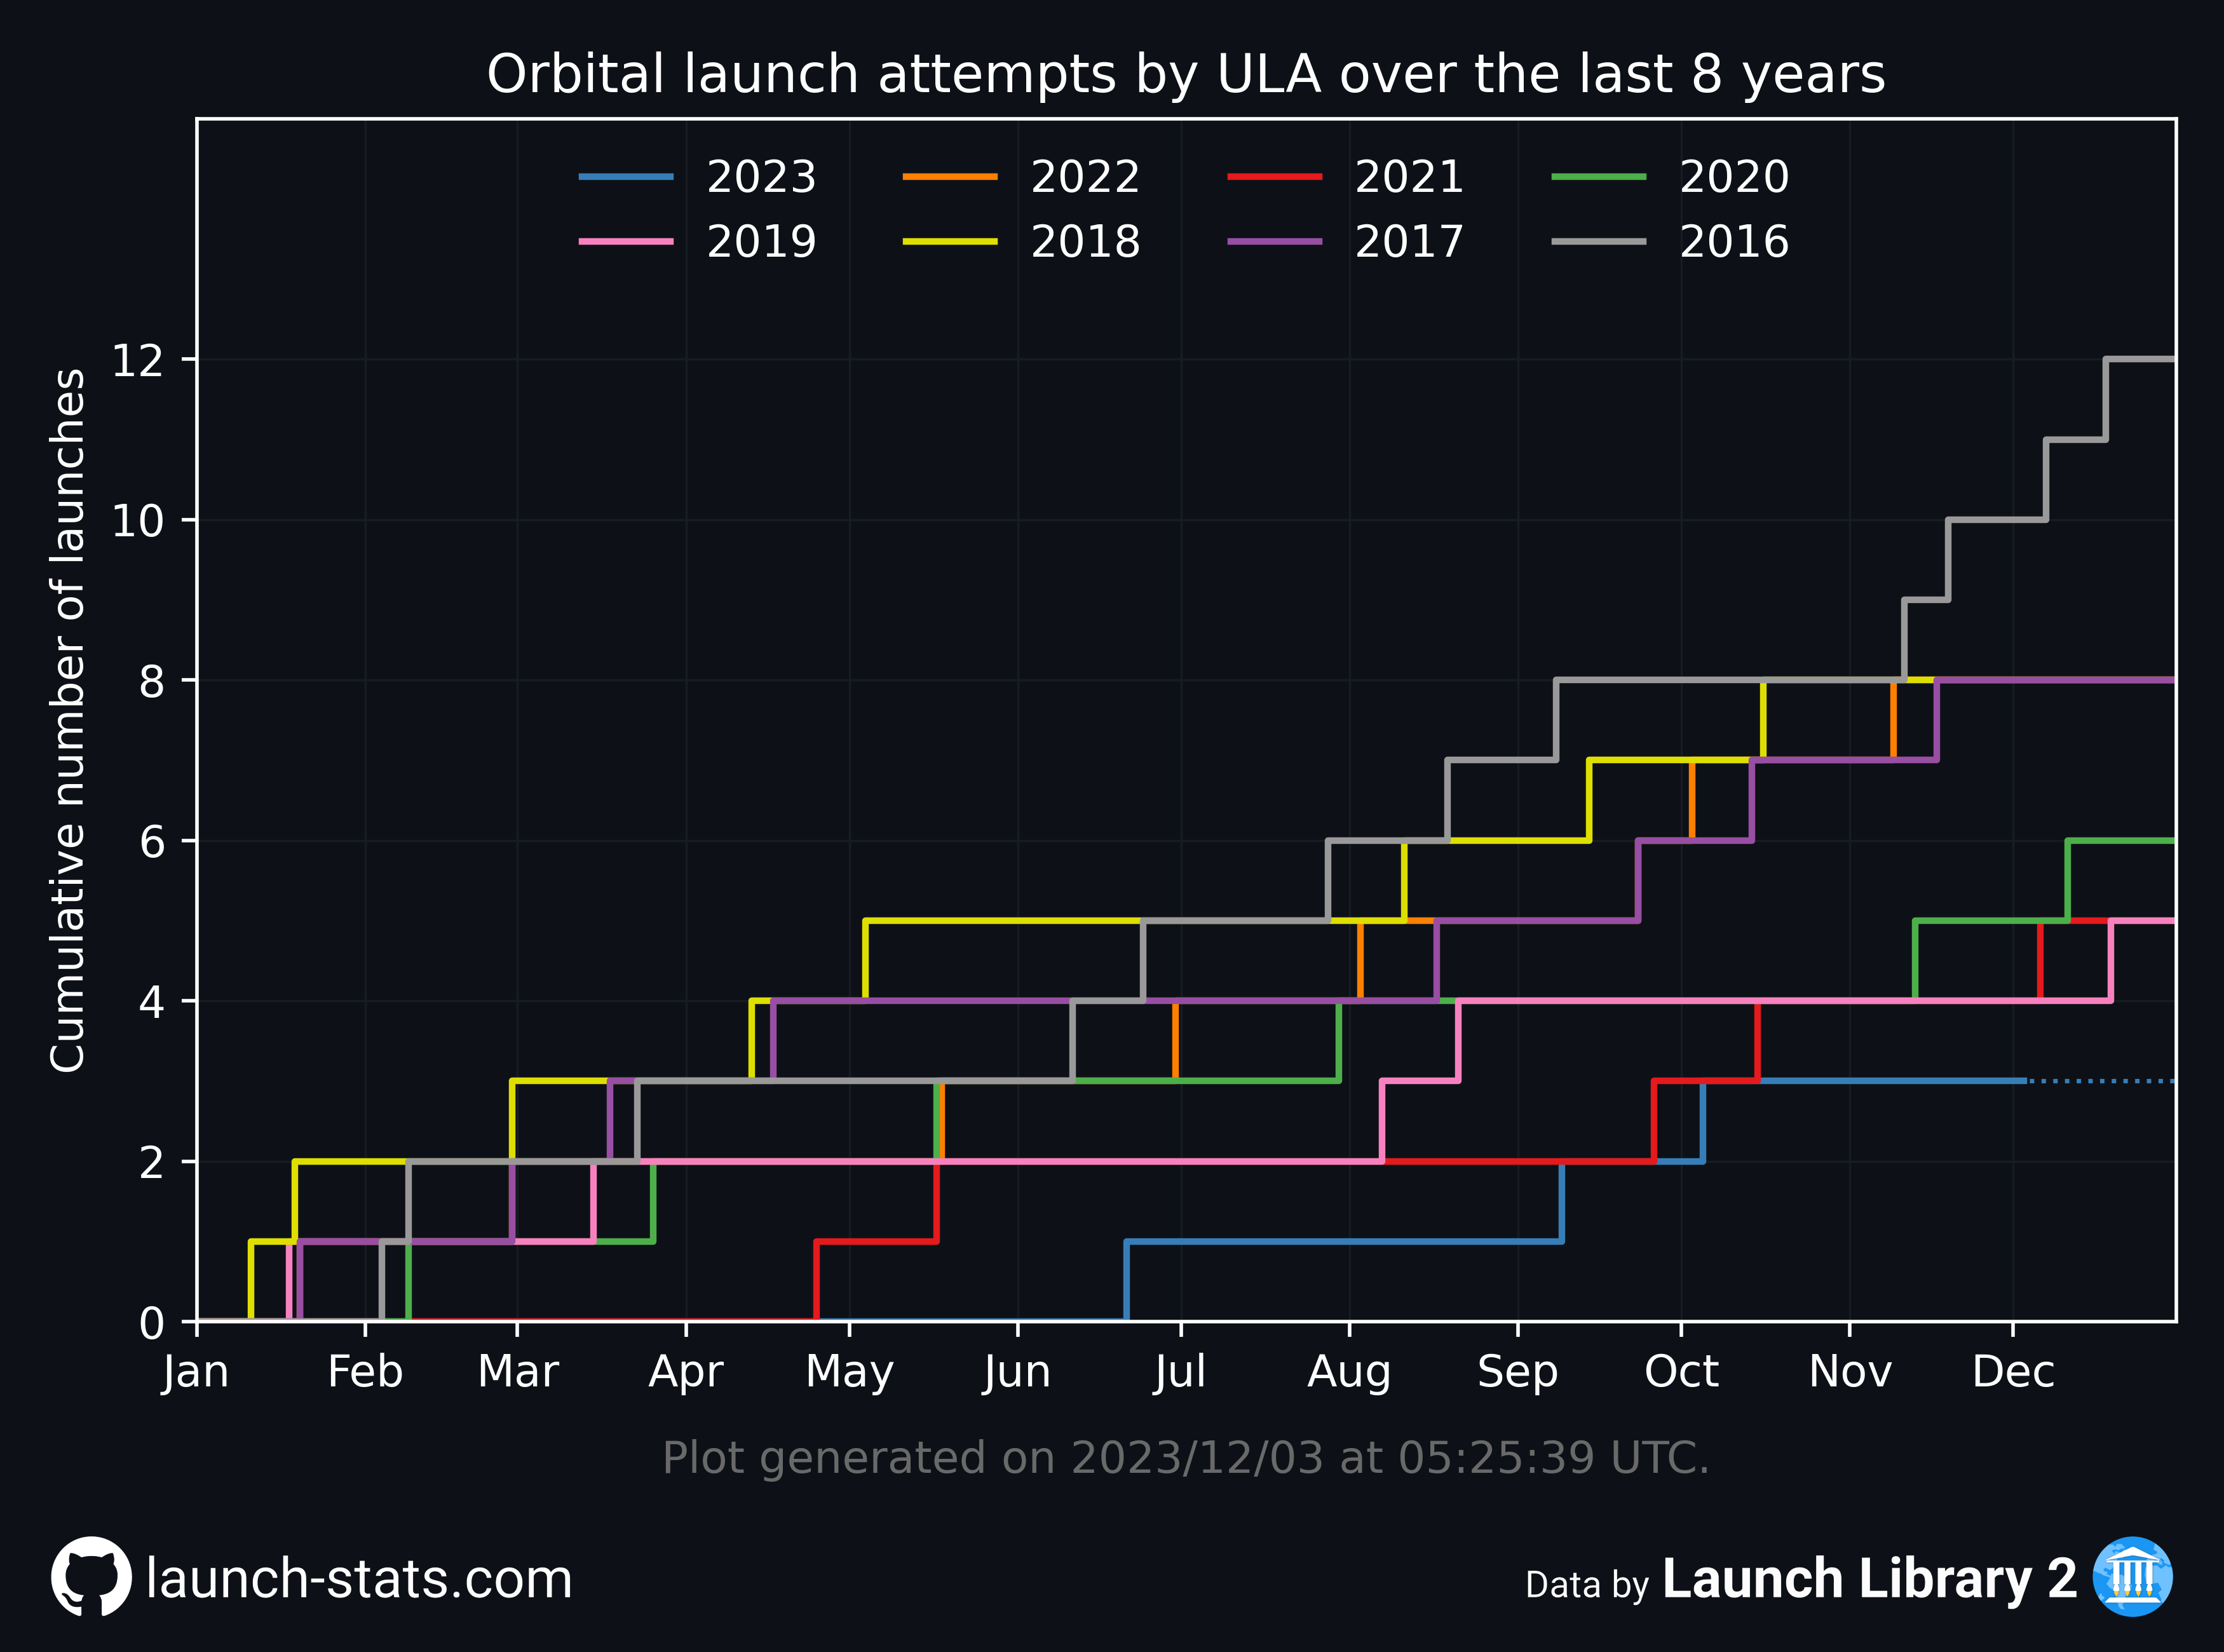 Orbital launch attempts by ULA over the last 8 years
2023 2022 2021 2020
2019 2018 2017 2016
Cumulative number of launches
12
10
8
6
4
2
0
Jan Feb Mar Apr May Jun Jul Aug Sep Oct Nov Dec
Plot generated on 2023/12/03 at 05:25:39 UTC.
launch-stats.com
Data by Launch Library 2